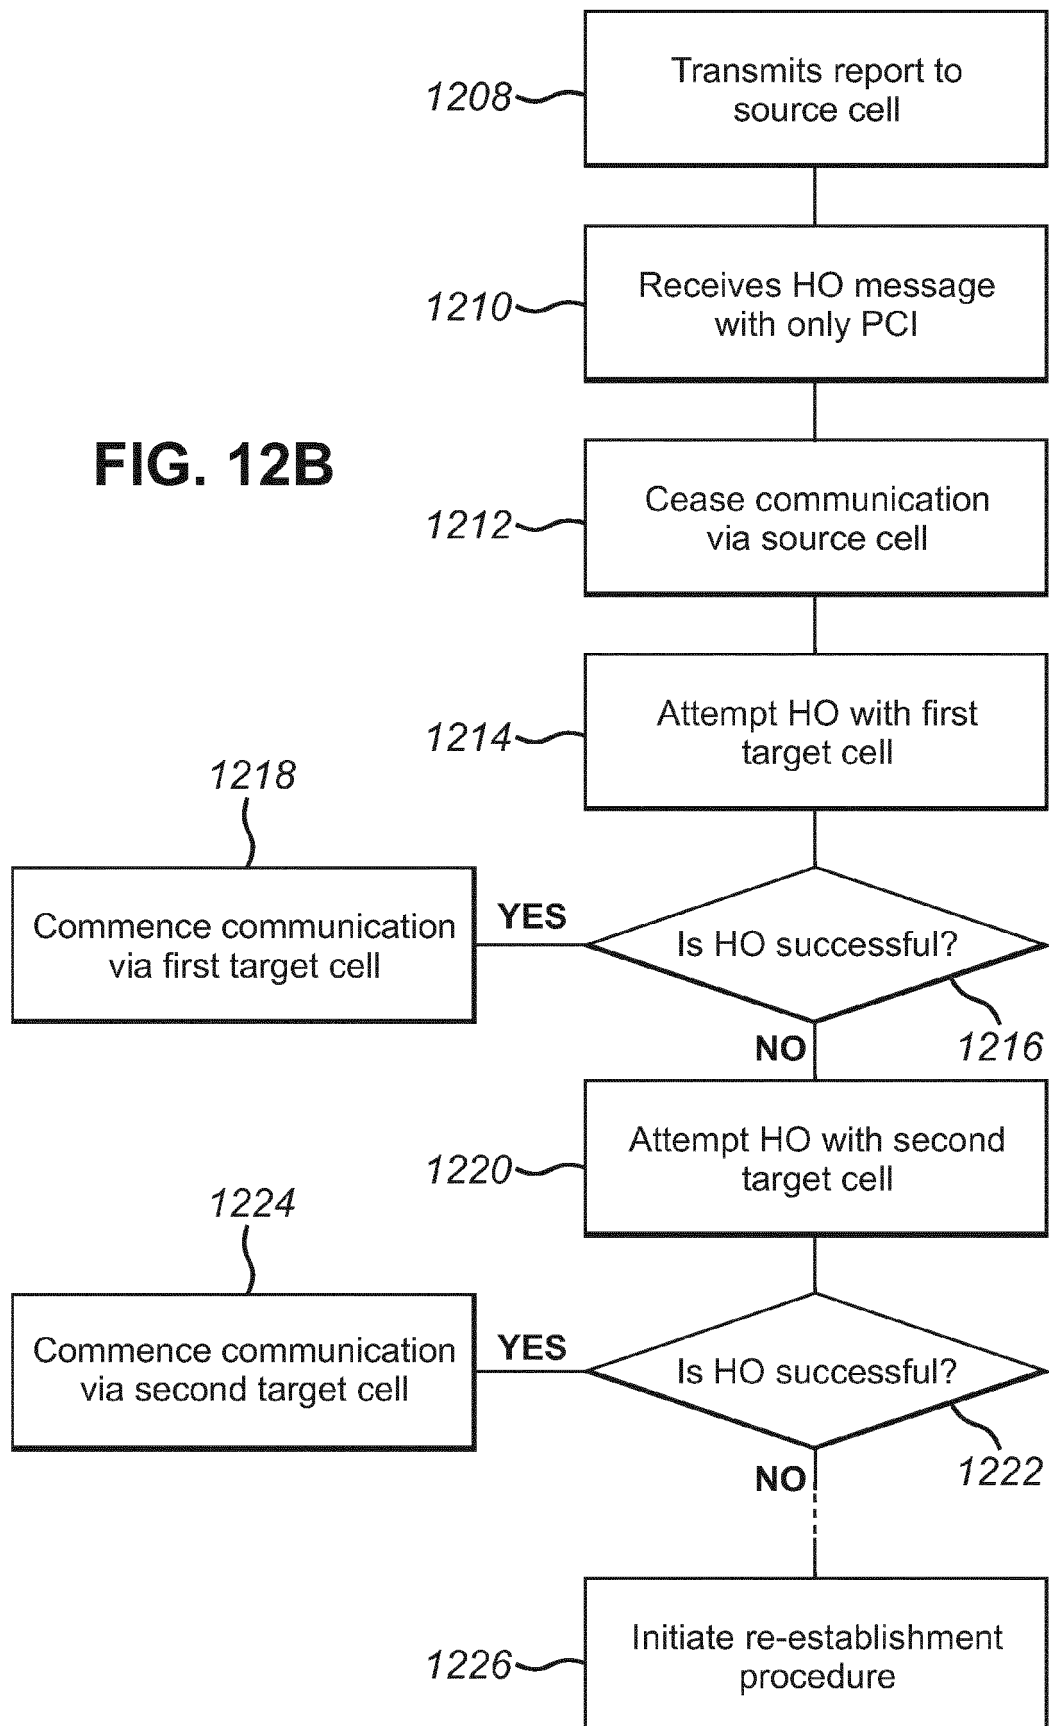 Transmits report to
source cell
1208
Receives HO message
with only PCI
1210
FIG. 12B
Cease communication
via source cell
1212
Attempt HO with first
target cell
1214
1218
Commence communication
via first target cell
YES
Is HO successful?
1216
NO
Attempt HO with second
target cell
1220
1224
Commence communication
via second target cell
YES
Is HO successful?
1222
NO
Initiate re-establishment
procedure
1226